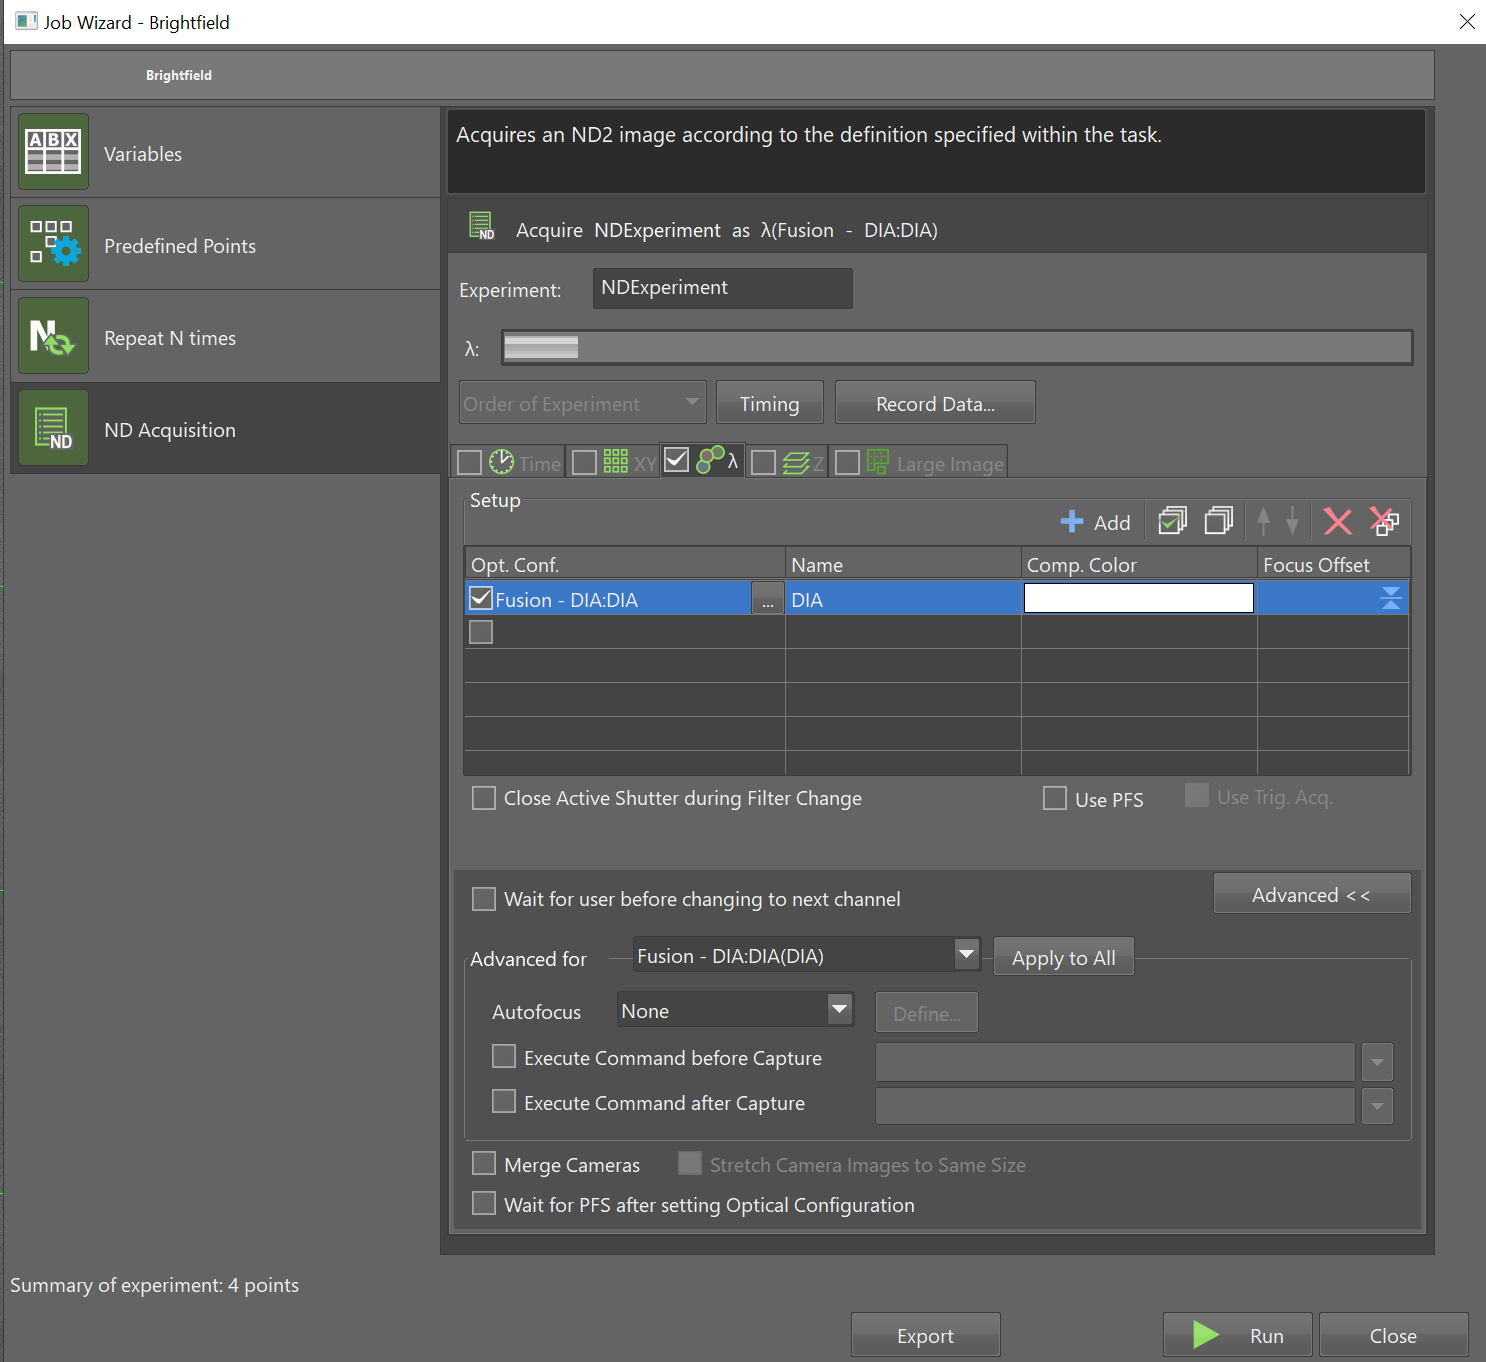 Job Wizard - Brightfield
Brightfield
ABX
Variables
Predefined Points
N
Repeat N times
ND
ND Acquisition
Acquires an ND2 image according to the definition specified within the task.
ND
Acquire NDExperiment as λ(Fusion - DIA:DIA)
Experiment: NDExperiment
λ:
Order of Experiment Timing Record Data...
Time XY λ Z Large Image
Setup
Add
Opt. Conf. Name Comp. Color Focus Offset
Fusion - DIA:DIA ... DIA
Close Active Shutter during Filter Change Use PFS Use Trig. Acq.
Wait for user before changing to next channel Advanced <<
Advanced for Fusion - DIA:DIA(DIA) Apply to All
Autofocus None Define...
Execute Command before Capture
Execute Command after Capture
Merge Cameras Stretch Camera Images to Same Size
Wait for PFS after setting Optical Configuration
Summary of experiment: 4 points
Export Run Close